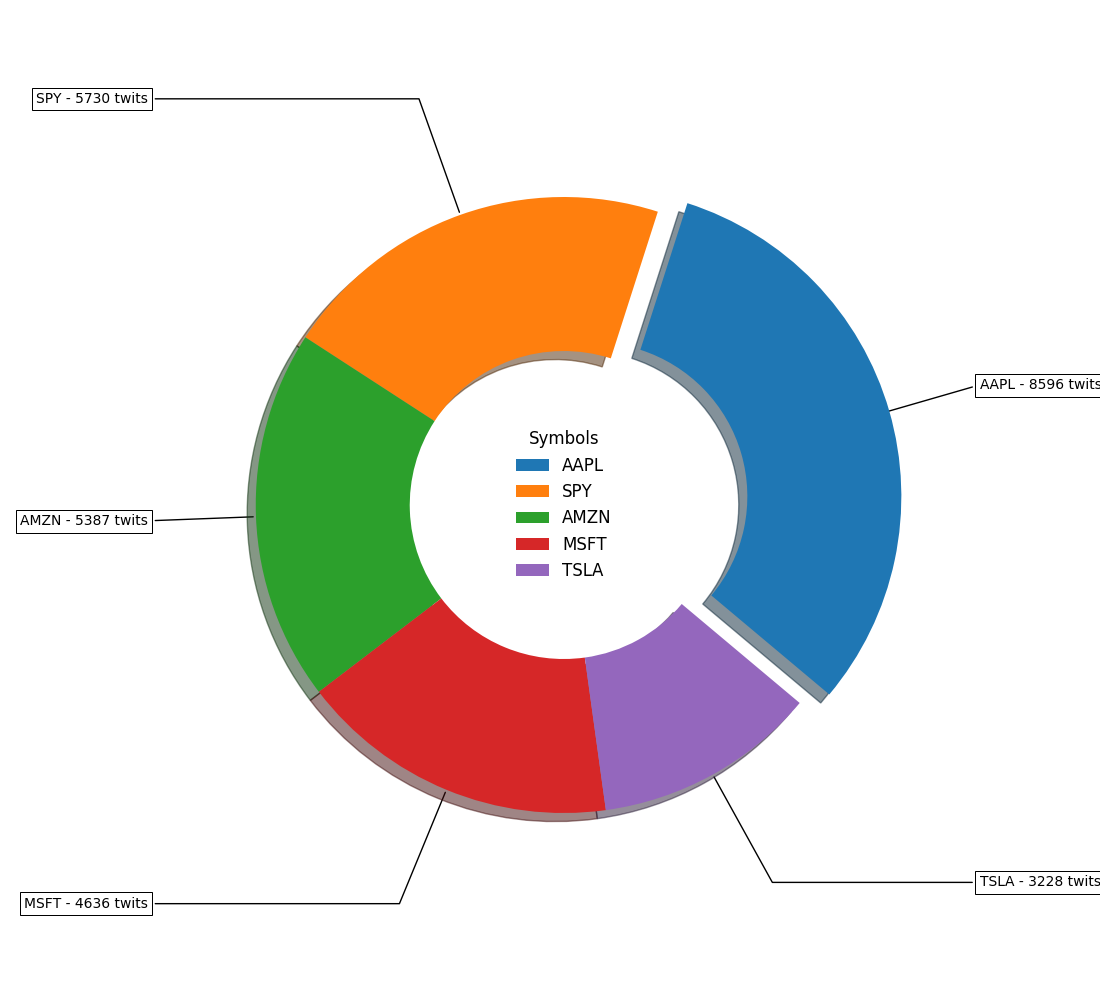 SPY - 5730 twits
AAPL - 8596 twits
Symbols
AAPL
SPY
AMZN
MSFT
TSLA
AMZN - 5387 twits
TSLA - 3228 twits
MSFT - 4636 twits